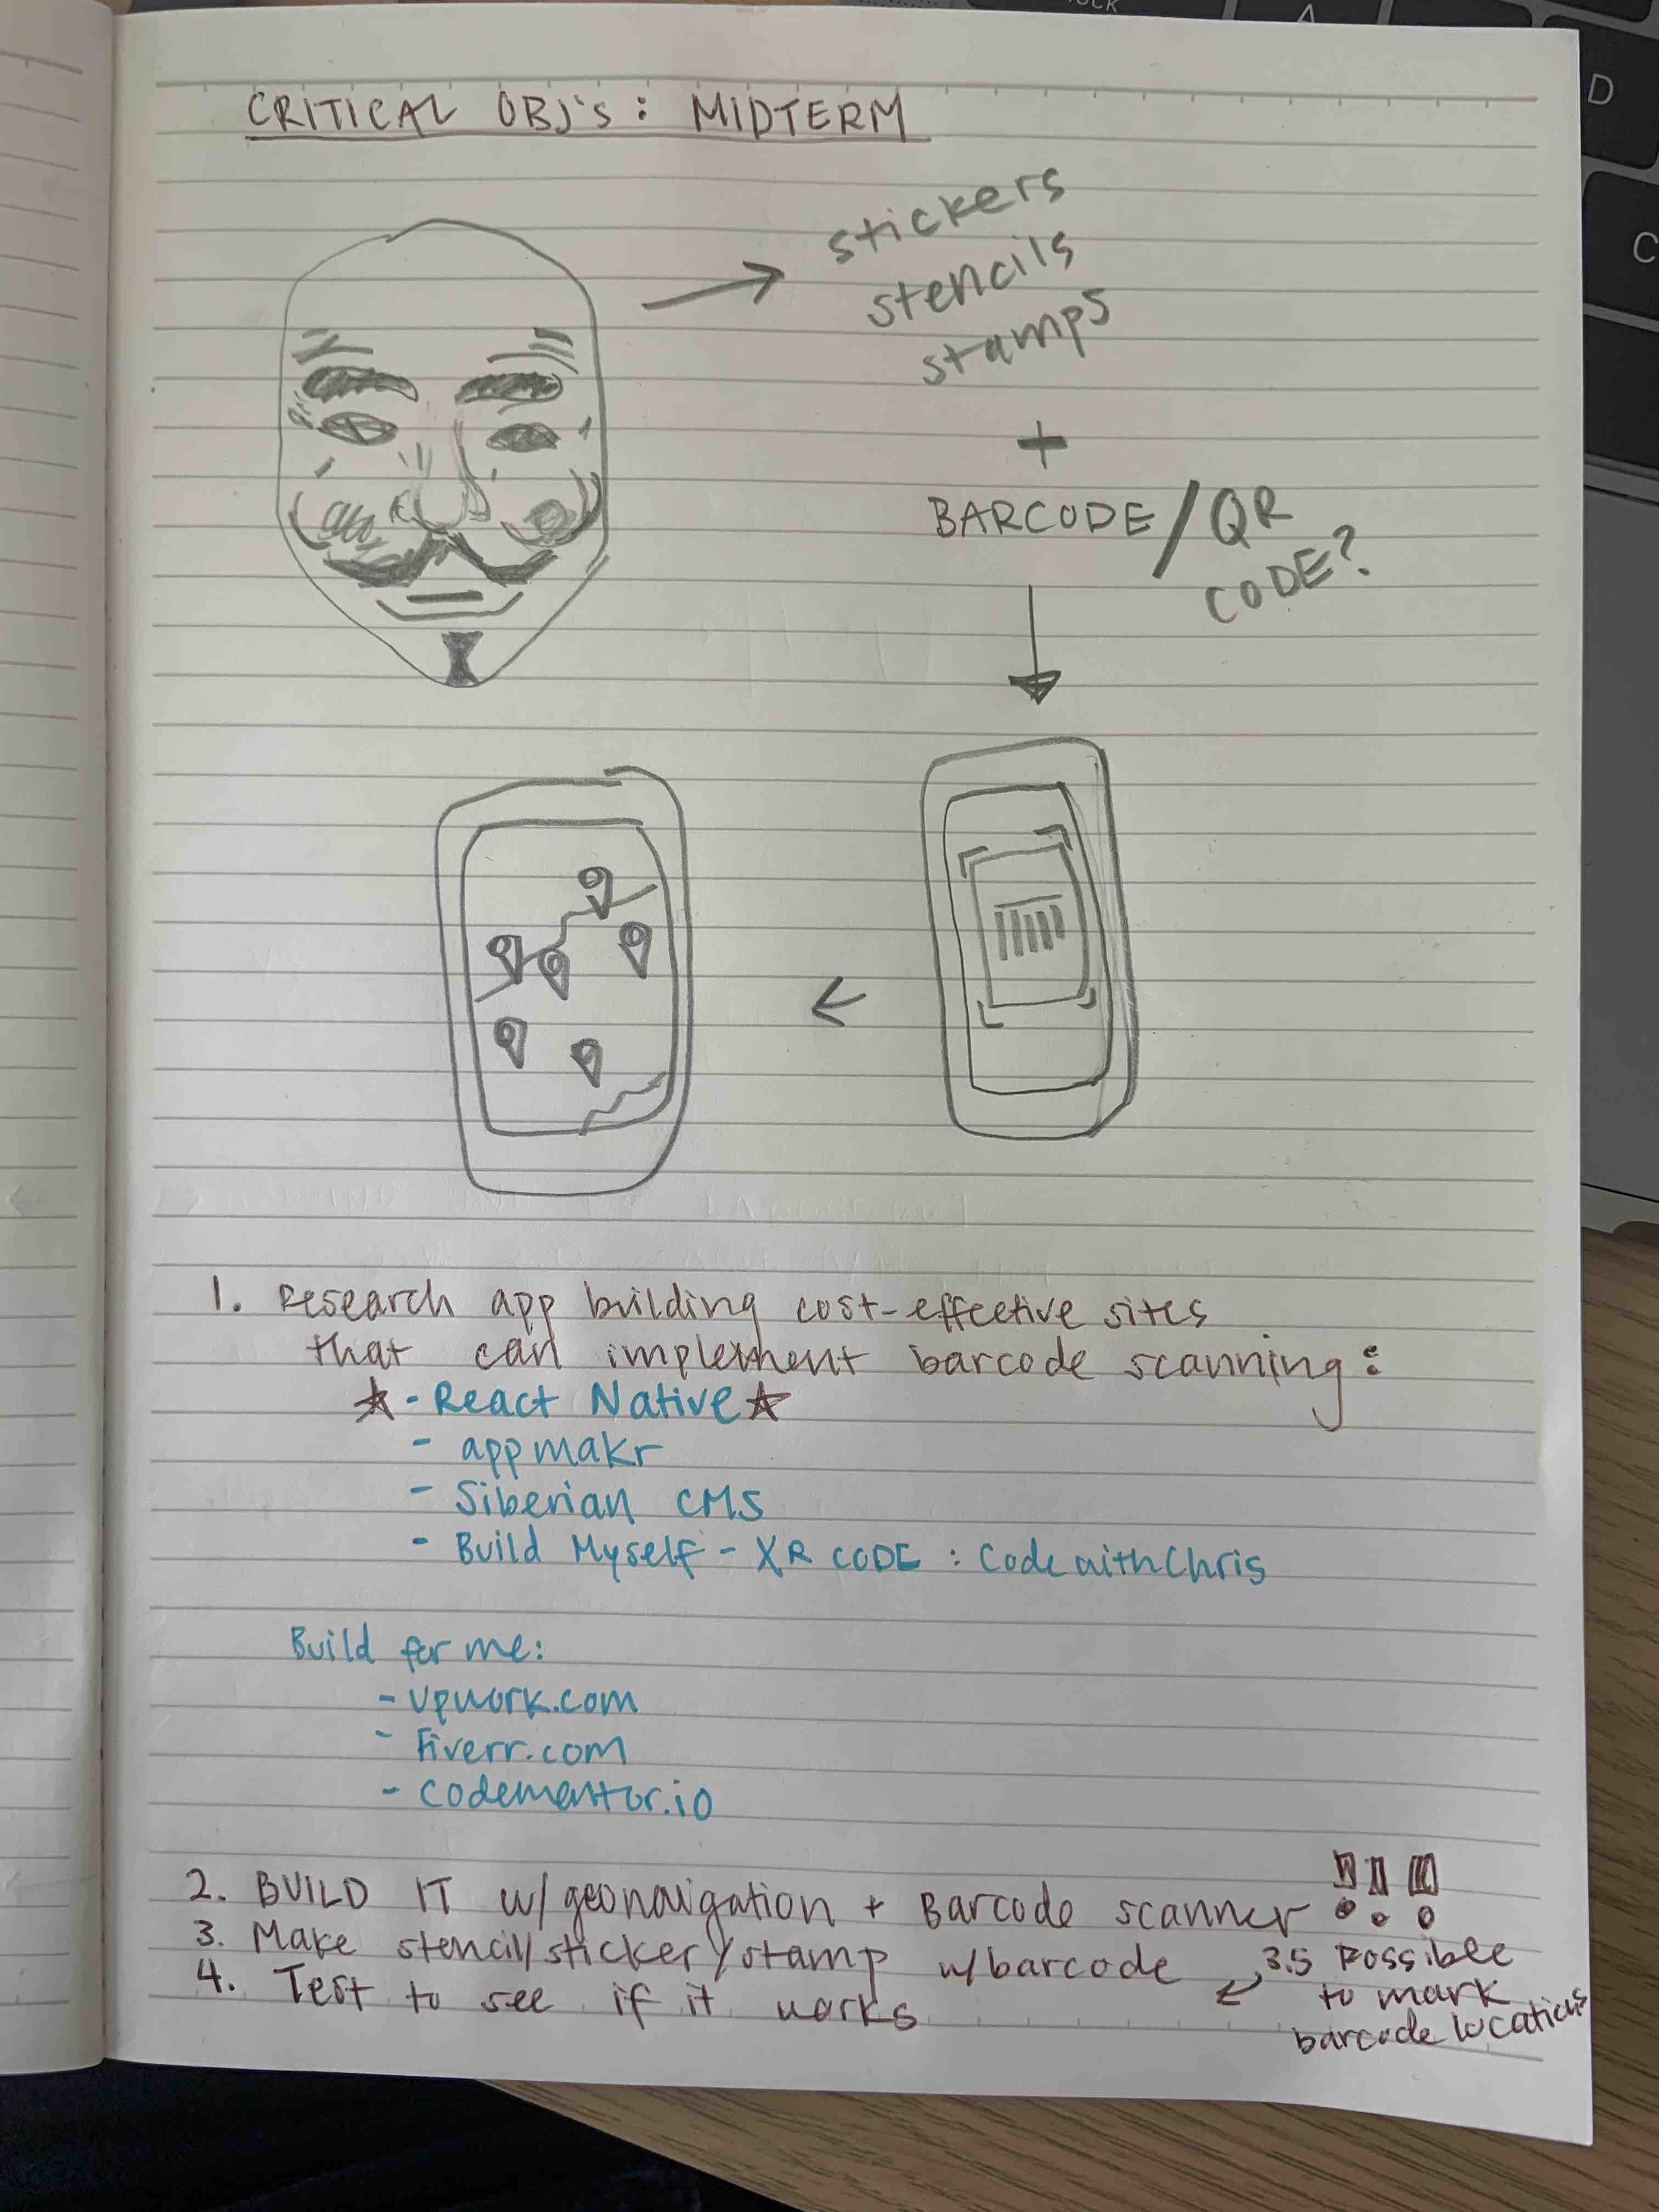 CRITICAL OBJ's: MIDTERM
stickers
stencils
stamps
+
BARCODE/QR
CODE?
1. Research app building cost-effective sites
that can implement barcode scanning:
☆-React Native☆
- appmakr
- Siberian CMS
- Build Myself - XR CODE : CodewithChris
Build for me:
- Upwork.com
- Fiverr.com
- codementor.io
2. BUILD IT w/geonavigation + Barcode scanner !!!
3. Make stencil/sticker/stamp w/barcode
3.5 Possible
to mark
barcode locations
4. Test to see if it works
D
C
A